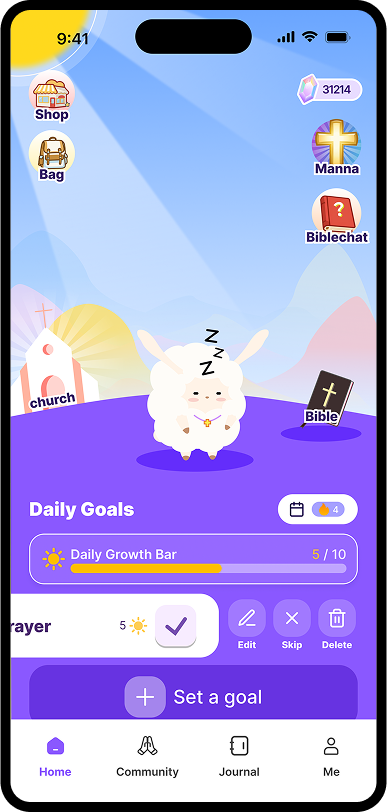 9:41
Shop
31214
Bag
Manna
Biblechat
Z
Z
Z
church
Bible
Daily Goals
4
Daily Growth Bar
5 / 10
rayer
5
Edit
Skip
Delete
Set a goal
Home
Community
Journal
Me